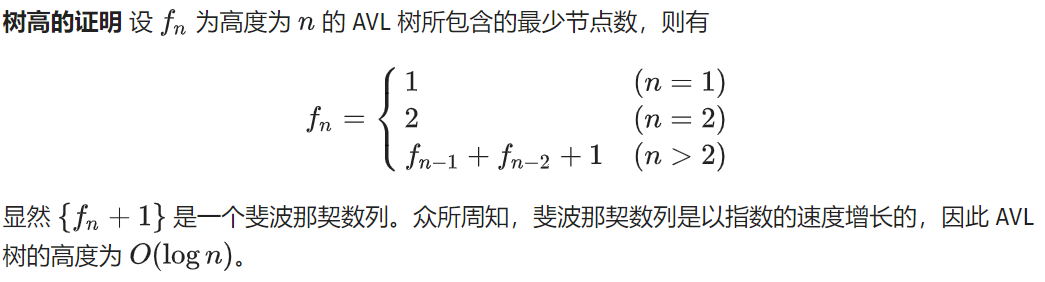 树高的证明 设 $f_n$ 为高度为 $n$ 的 AVL 树所包含的最少节点数，则有
$f_n = \begin{cases} 1 & (n = 1) \\ 2 & (n = 2) \\ f_{n-1} + f_{n-2} + 1 & (n > 2) \end{cases}$
显然 $\{f_n + 1\}$ 是一个斐波那契数列。众所周知，斐波那契数列是以指数的速度增长的，因此 AVL
树的高度为 $O(\log n)$。